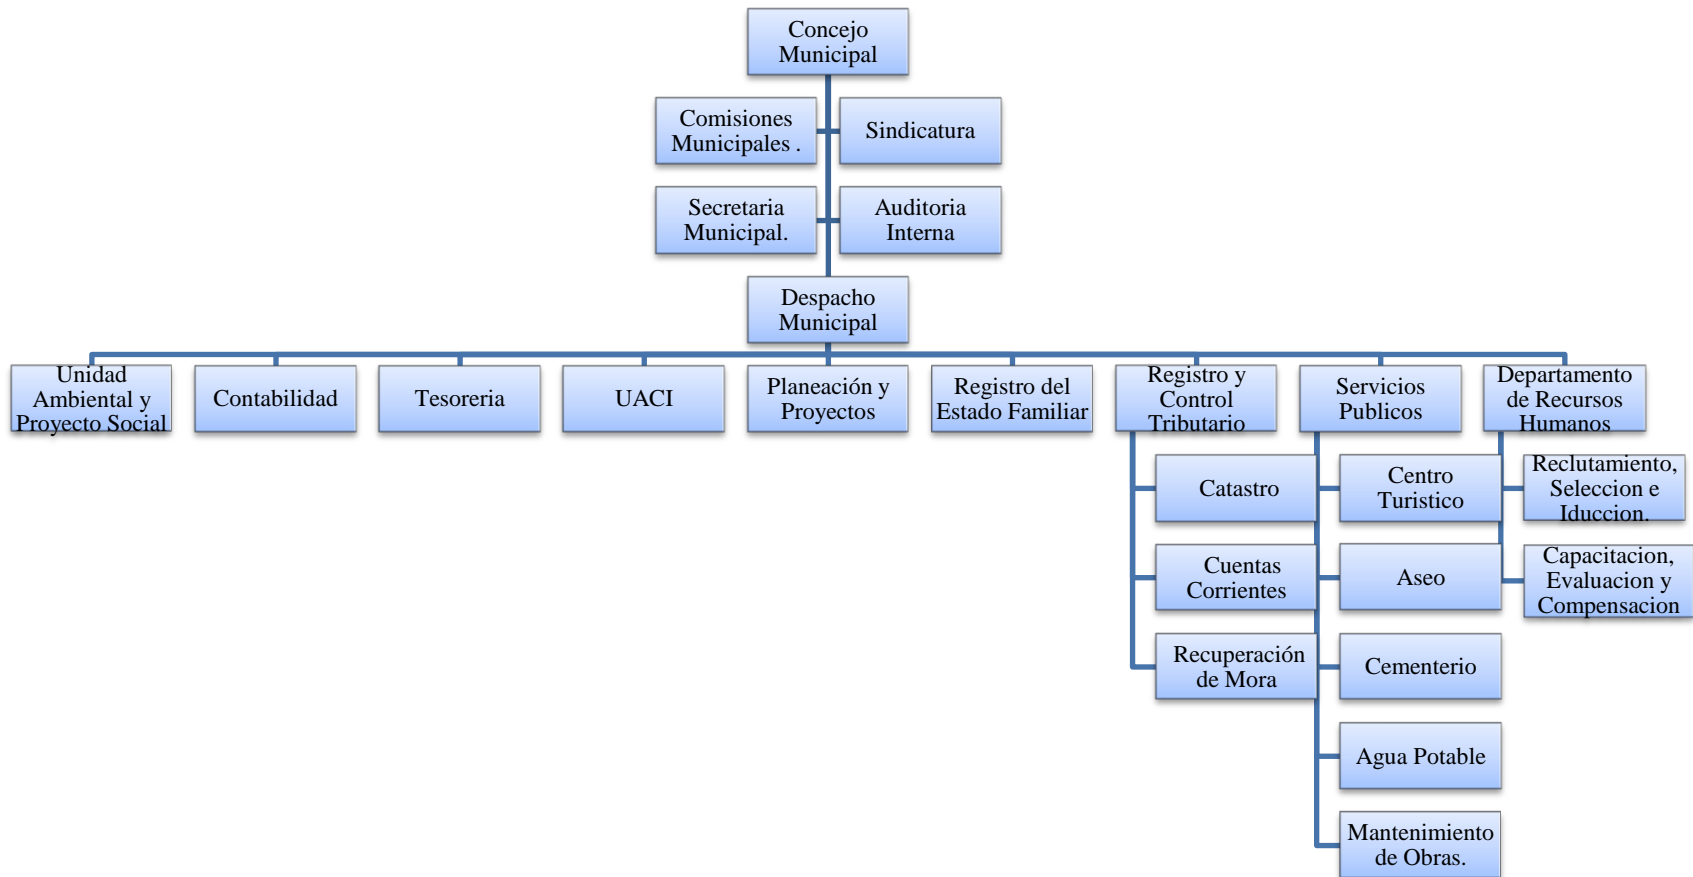 Concejo
Municipal
Comisiones
Municipales .
Sindicatura
Secretaria
Municipal.
Auditoria
Interna
Despacho
Municipal
Unidad
Ambiental y
Proyecto Social
Contabilidad
Tesoreria
UACI
Planeación y
Proyectos
Registro del
Estado Familiar
Registro y
Control
Tributario
Servicios
Publicos
Departamento
de Recursos
Humanos
Catastro
Cuentas
Corrientes
Recuperación
de Mora
Centro
Turistico
Aseo
Cementerio
Agua Potable
Mantenimiento
de Obras.
Reclutamiento,
Seleccion e
Iduccion.
Capacitacion,
Evaluacion y
Compensacion